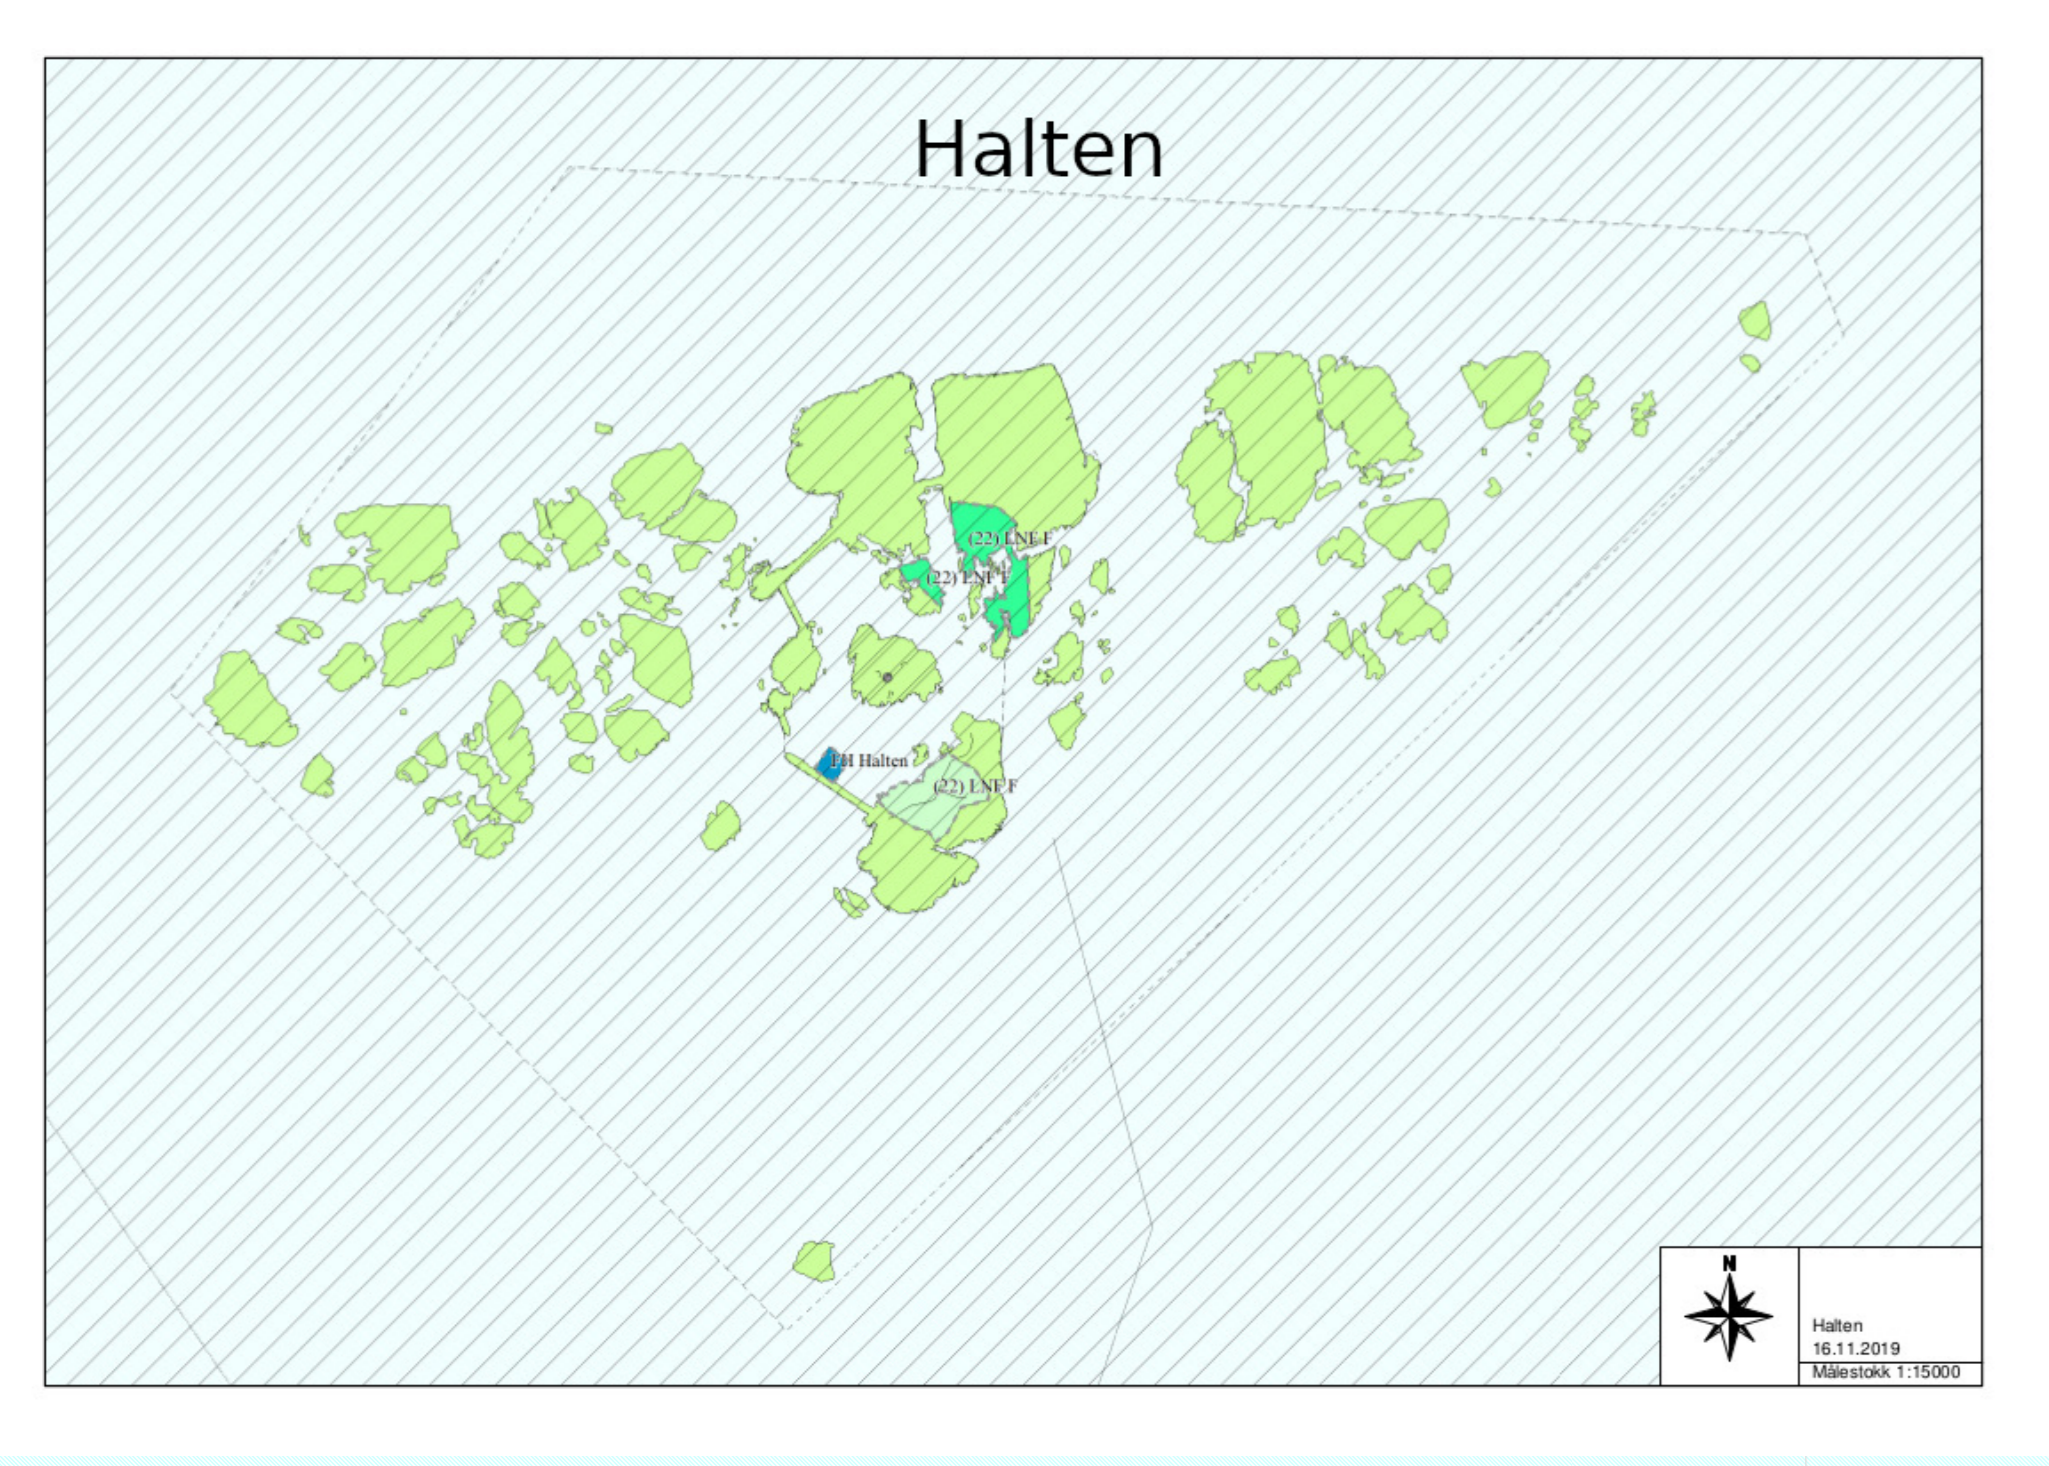 Halten
(22) LNF F
(22) LNF F
FH Halten
(22) LNF F
N
Halten
16.11.2019
Målestokk 1:15000